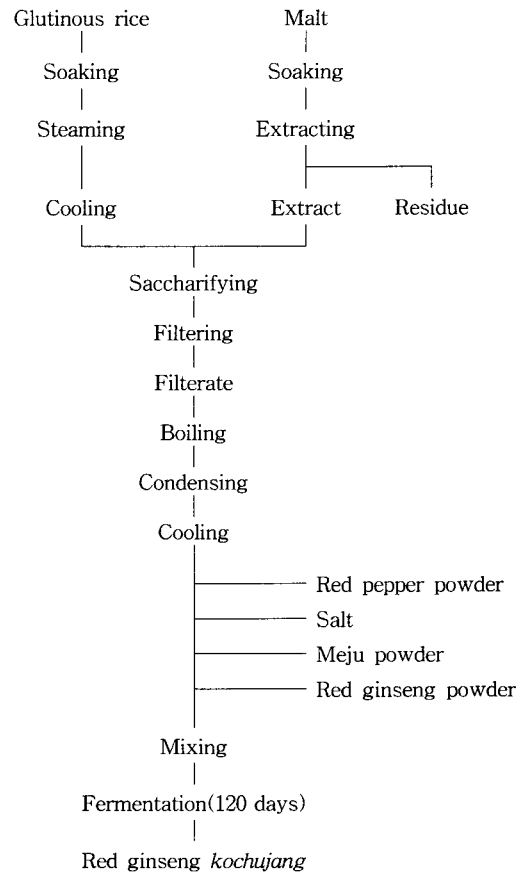 Glutinous rice
Malt
Soaking
Soaking
Steaming
Extracting
Cooling
Extract
Residue
Saccharifying
Filtering
Filterate
Boiling
Condensing
Cooling
Red pepper powder
Salt
Meju powder
Red ginseng powder
Mixing
Fermentation(120 days)
Red ginseng kochujang